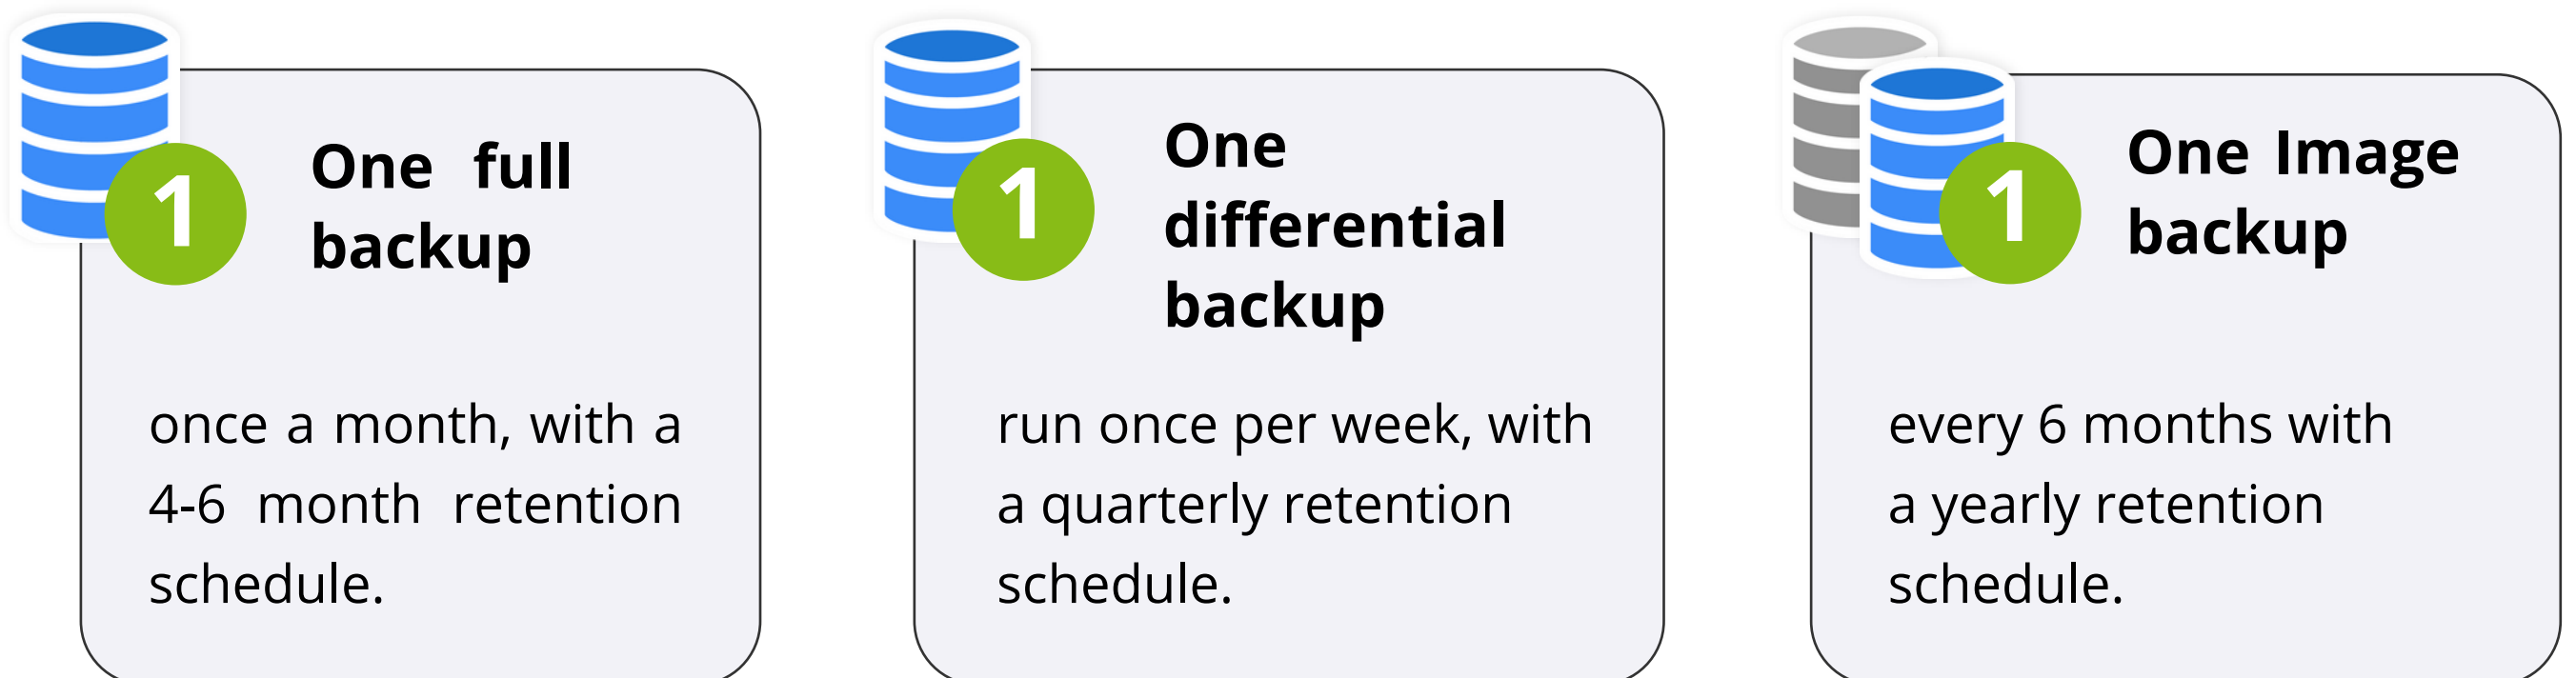 1
One full
backup
once a month, with a
4-6 month retention
schedule.
1
One
differential
backup
run once per week, with
a quarterly retention
schedule.
1
One Image
backup
every 6 months with
a yearly retention
schedule.